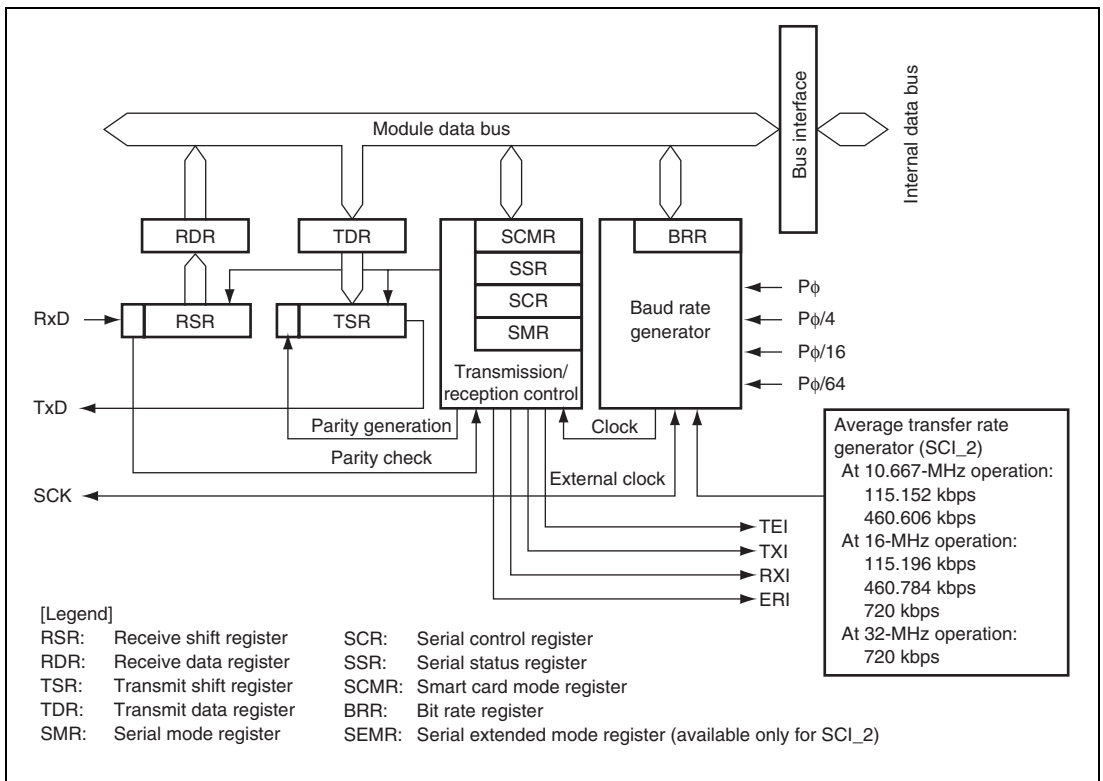 Module data bus
Bus interface
Internal data bus
RDR
TDR
SCMR
BRR
SSR
SCR
SMR
RxD
RSR
TSR
Baud rate
generator
Pϕ
Pϕ/4
Pϕ/16
Pϕ/64
Transmission/
reception control
TxD
Parity generation
Clock
Parity check
SCK
External clock
Average transfer rate
generator (SCI_2)
At 10.667-MHz operation:
115.152 kbps
460.606 kbps
At 16-MHz operation:
115.196 kbps
460.784 kbps
720 kbps
At 32-MHz operation:
720 kbps
TEI
TXI
RXI
ERI
[Legend]
RSR: Receive shift register
RDR: Receive data register
TSR: Transmit shift register
TDR: Transmit data register
SMR: Serial mode register
SCR: Serial control register
SSR: Serial status register
SCMR: Smart card mode register
BRR: Bit rate register
SEMR: Serial extended mode register (available only for SCI_2)